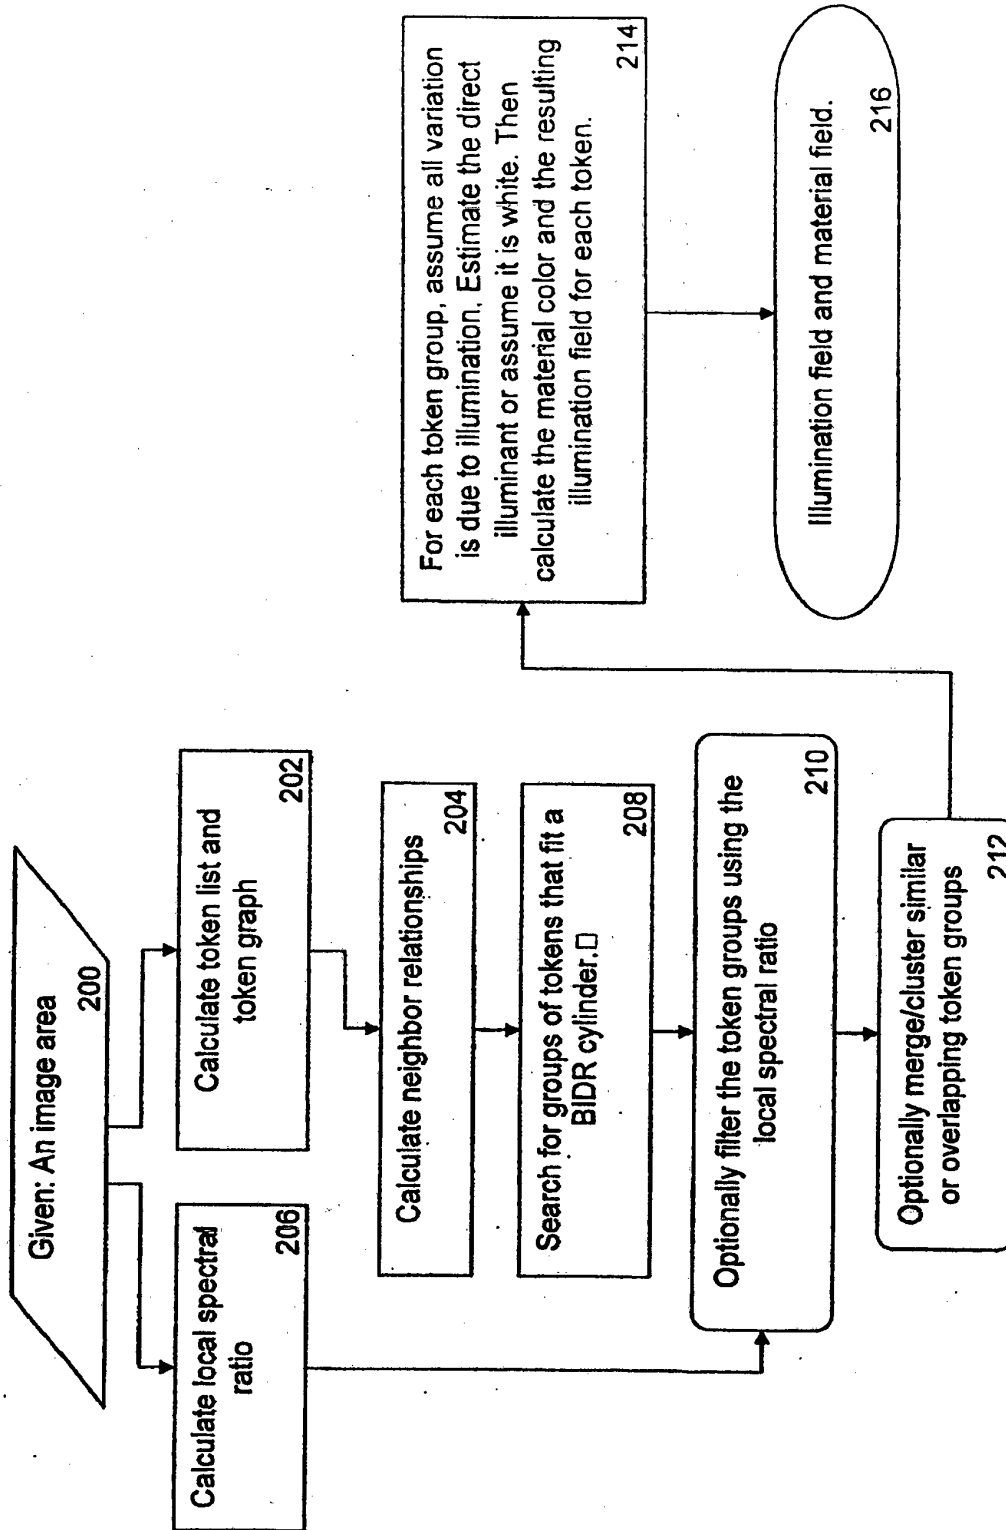 Given: An image area
200
Calculate local spectral
ratio
206
Calculate token list and
token graph
202
Calculate neighbor relationships
204
Search for groups of tokens that fit a
BIDR cylinder.□
208
Optionally filter the token groups using the
local spectral ratio
210
Optionally merge/cluster similar
or overlapping token groups
212
For each token group, assume all variation
is due to illumination. Estimate the direct
illuminant or assume it is white. Then
calculate the material color and the resulting
illumination field for each token.
214
Illumination field and material field.
216